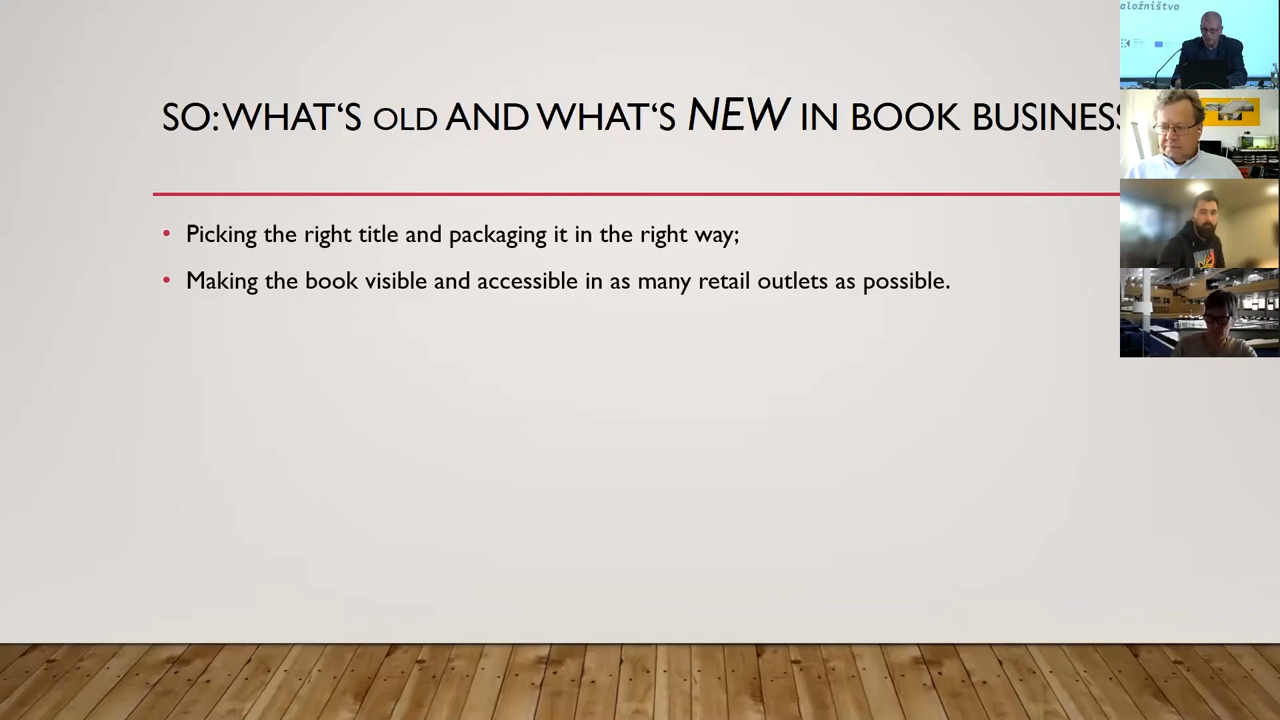 SO: WHAT‘S OLD AND WHAT‘S NEW IN BOOK BUSINESS
• Picking the right title and packaging it in the right way;
• Making the book visible and accessible in as many retail outlets as possible.
aložništva